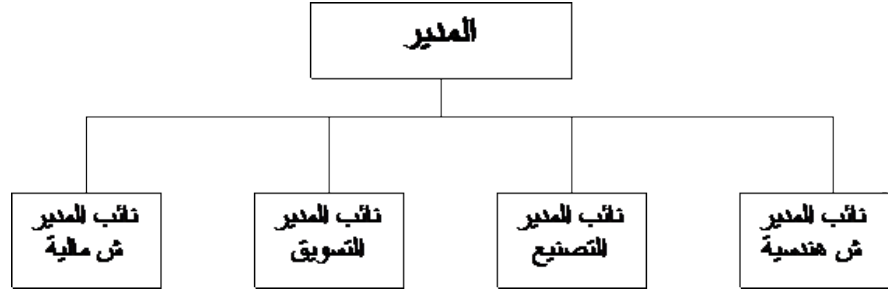 المدير
نائب المدير
ش هندسية
نائب المدير
للتصنيع
نائب المدير
للتسويق
نائب المدير
ش مالية